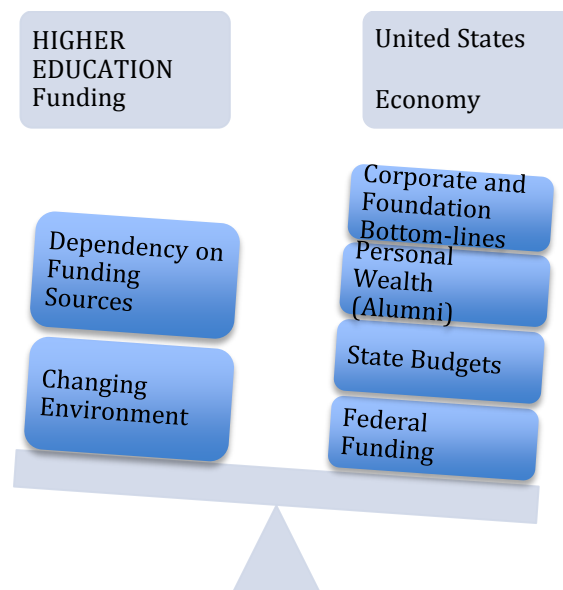 HIGHER
EDUCATION
Funding
United States
Economy
Dependency on
Funding
Sources
Changing
Environment
Corporate and
Foundation
Bottom-lines
Personal
Wealth
(Alumni)
State Budgets
Federal
Funding